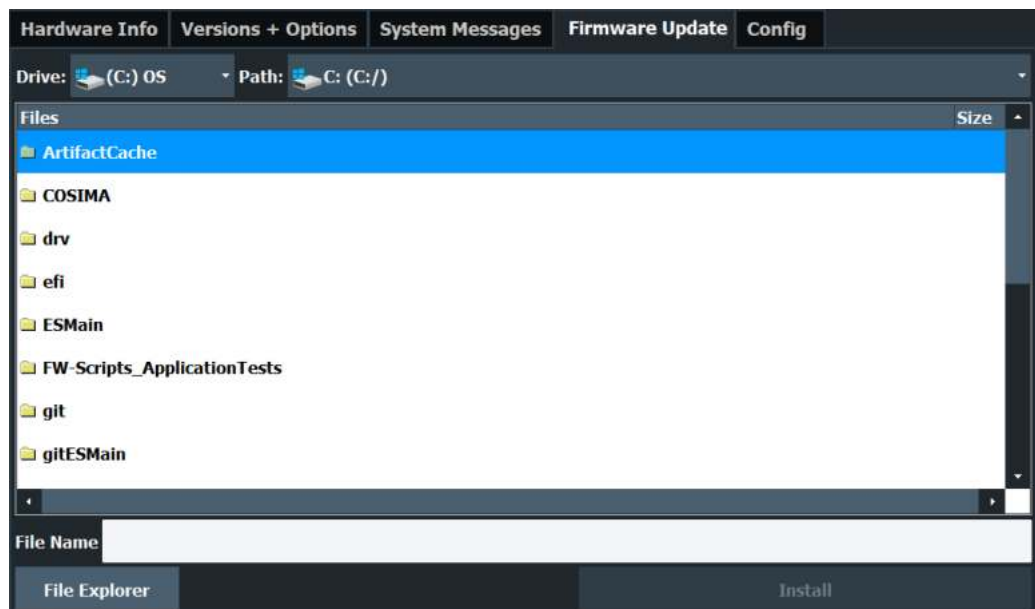 Hardware Info Versions + Options System Messages Firmware Update Config
Drive: (C:) OS Path: C: (C:/)
Files Size
ArtifactCache
COSIMA
drv
efi
ESMain
FW-Scripts_ApplicationTests
git
gitESMain
File Name
File Explorer Install